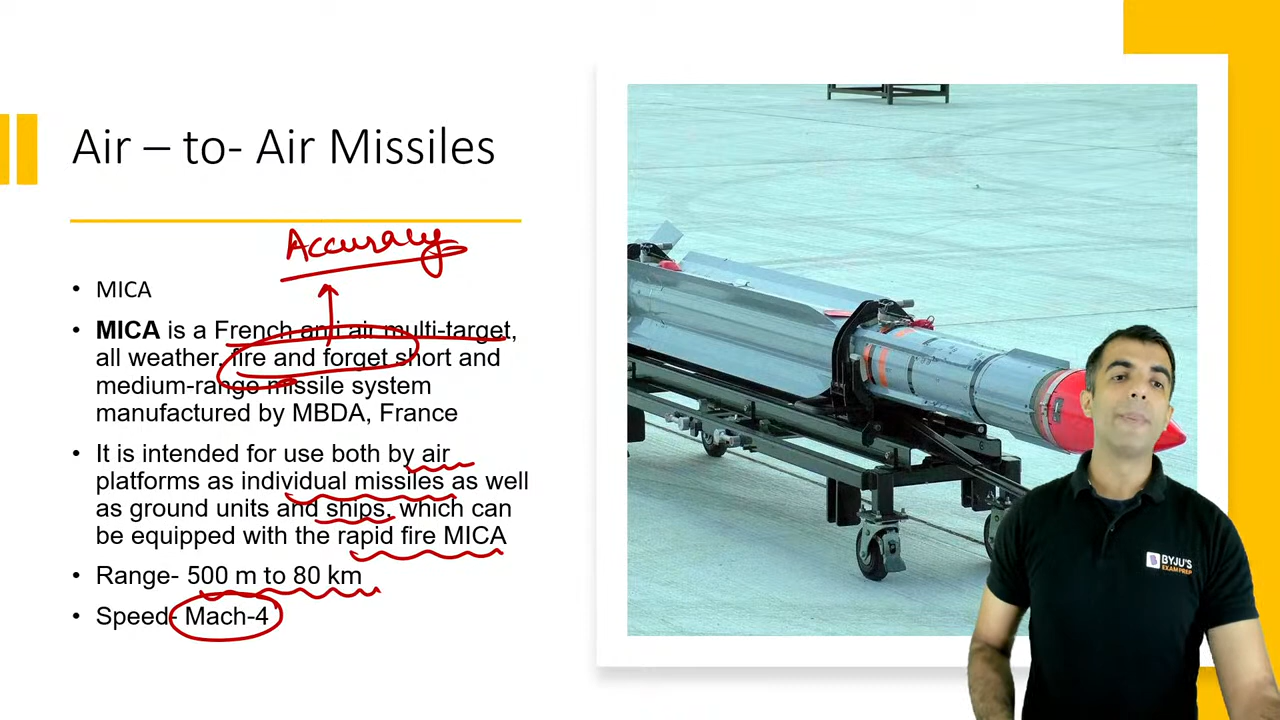 Air – to- Air Missiles
Accuracy
• MICA
• MICA is a French anti air multi-target,
all weather, fire and forget short and
medium-range missile system
manufactured by MBDA, France
• It is intended for use both by air
platforms as individual missiles as well
as ground units and ships, which can
be equipped with the rapid fire MICA
• Range- 500 m to 80 km
• Speed- Mach-4
BYJU'S
EXAM PREP